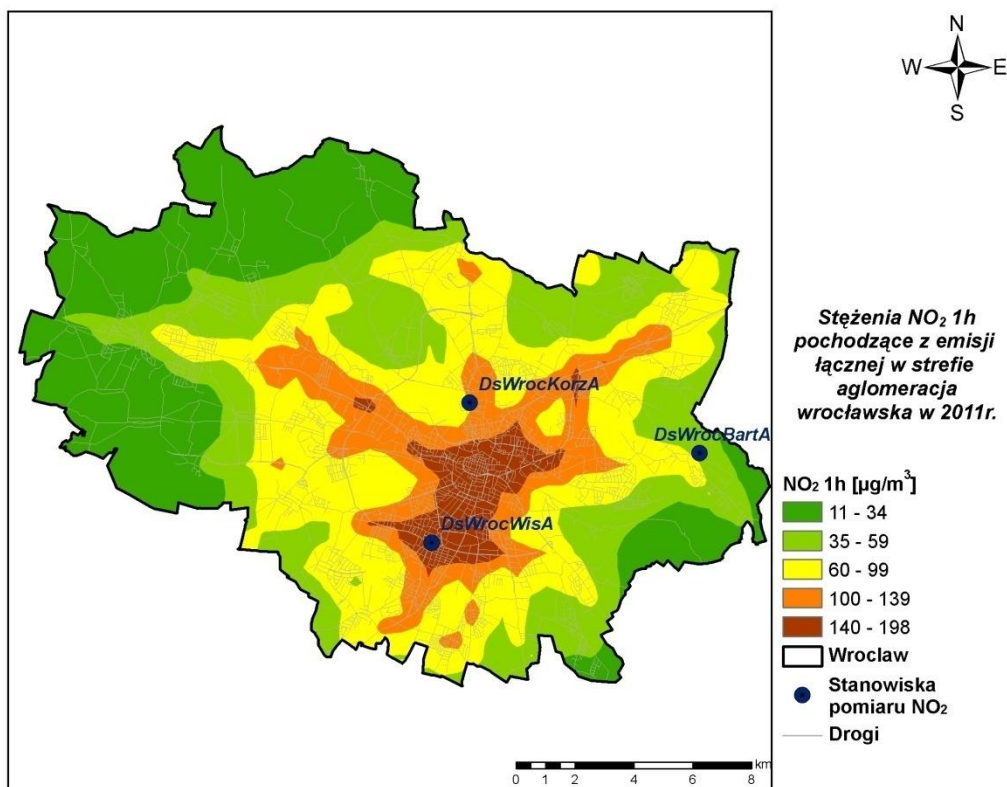 N
W E
S
DsWrocKorzA
DsWrocBartA
DsWrocWisA
Stężenia NO₂ 1h
pochodzące z emisji
łącznej w strefie
aglomeracja
wrocławska w 2011r.
NO₂ 1h [µg/m³]
11 - 34
35 - 59
60 - 99
100 - 139
140 - 198
Wroclaw
Stanowiska
pomiaru NO₂
Drogi
km
0 1 2 4 6 8